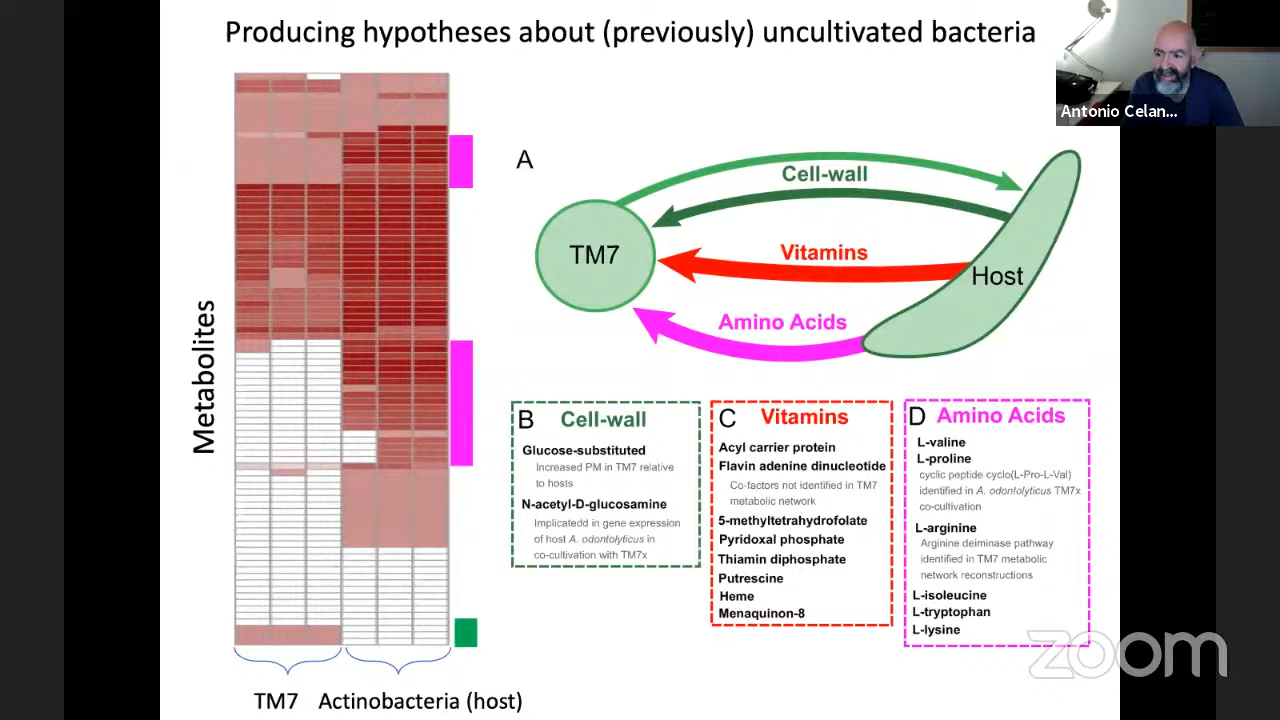 Producing hypotheses about (previously) uncultivated bacteria
Antonio Celan...
Metabolites
TM7
Actinobacteria (host)
A
Cell-wall
TM7
Vitamins
Host
Amino Acids
B
Cell-wall
Glucose-substituted
Increased PM in TM7 relative
to hosts
N-acetyl-D-glucosamine
Implicatedd in gene expression
of host A. odontolyticus in
co-cultivation with TM7x
C
Vitamins
Acyl carrier protein
Flavin adenine dinucleotide
Co-factors not identified in TM7
metabolic network
5-methyltetrahydrofolate
Pyridoxal phosphate
Thiamin diphosphate
Putrescine
Heme
Menaquinon-8
D
Amino Acids
L-valine
L-proline
cyclic peptide cyclo(L-Pro-L-Val)
identified in A. odontolyticus TM7x
co-cultivation
L-arginine
Arginine deiminase pathway
identified in TM7 metabolic
network reconstructions
L-isoleucine
L-tryptophan
L-lysine
zoom